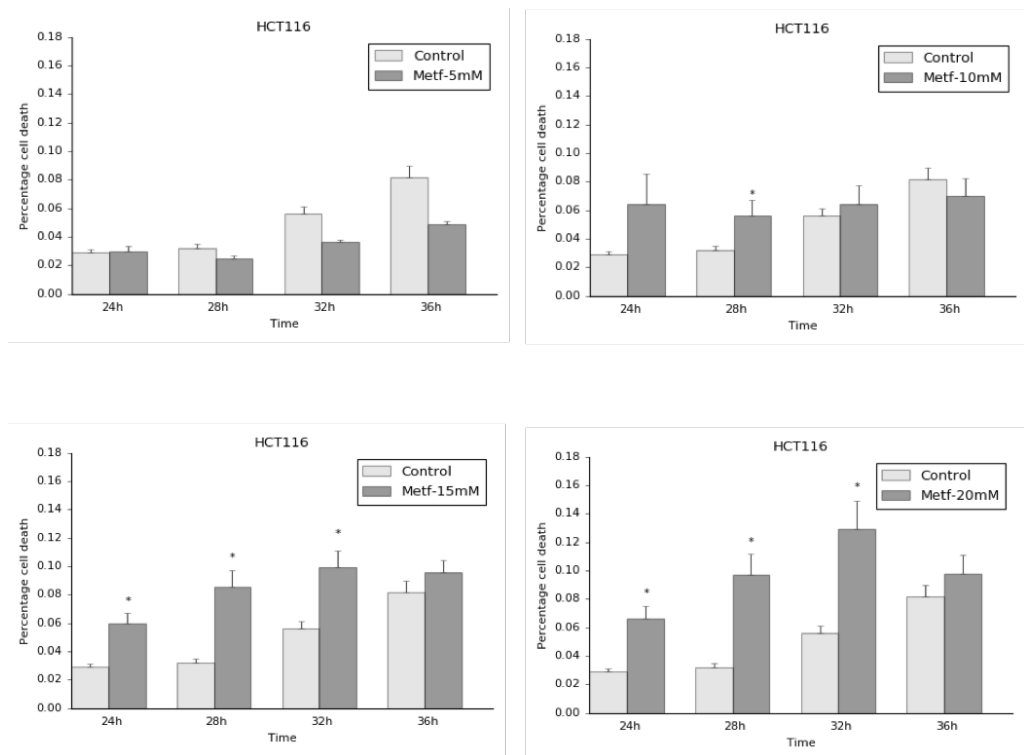 HCT116
Control
Metf-5mM
Percentage cell death
0.18
0.16
0.14
0.12
0.10
0.08
0.06
0.04
0.02
0.00
24h 28h 32h 36h
Time
HCT116
Control
Metf-10mM
Percentage cell death
0.18
0.16
0.14
0.12
0.10
0.08
0.06
0.04
0.02
0.00
*
24h 28h 32h 36h
Time
HCT116
Control
Metf-15mM
Percentage cell death
0.18
0.16
0.14
0.12
0.10
0.08
0.06
0.04
0.02
0.00
* * *
24h 28h 32h 36h
Time
HCT116
Control
Metf-20mM
Percentage cell death
0.18
0.16
0.14
0.12
0.10
0.08
0.06
0.04
0.02
0.00
* * *
24h 28h 32h 36h
Time